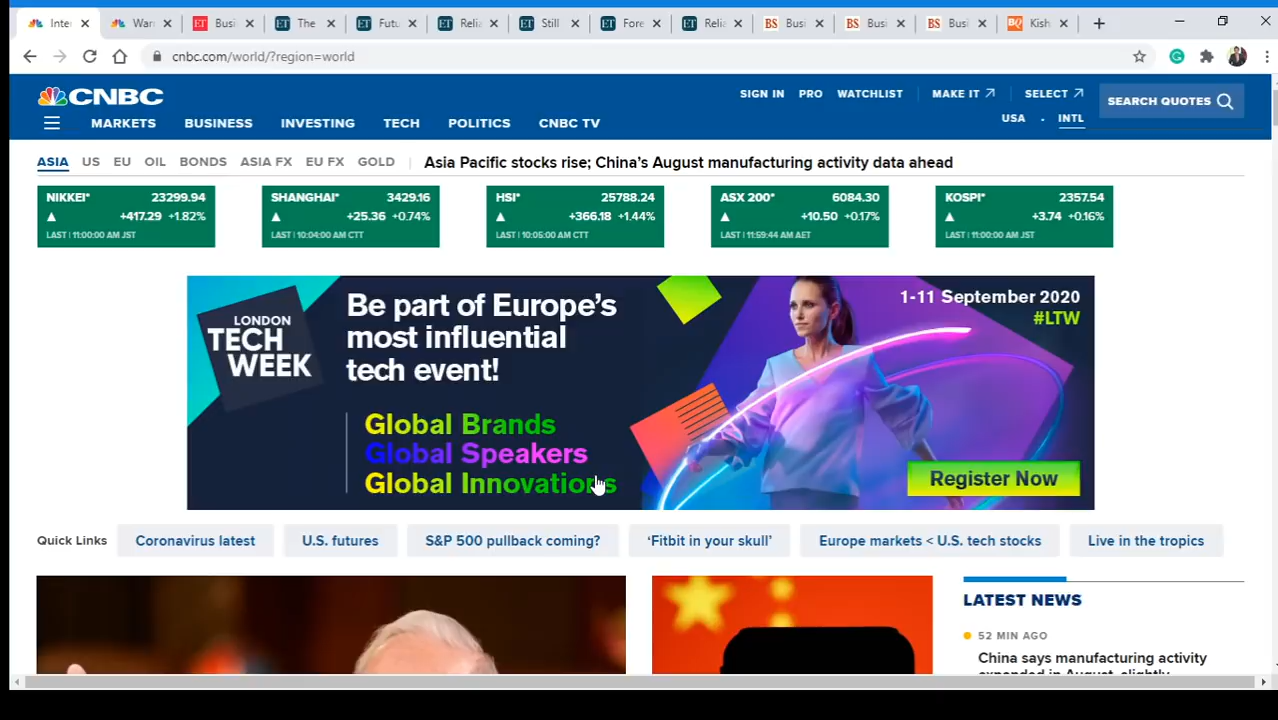 Inter
Warr
Busi
The
Futu
Relia
Still
Fore
Relia
Busi
Busi
Busi
Kish
cnbc.com/world/?region=world
CNBC
SIGN IN PRO WATCHLIST MAKE IT SELECT
SEARCH QUOTES
USA - INTL
MARKETS BUSINESS INVESTING TECH POLITICS CNBC TV
ASIA US EU OIL BONDS ASIA FX EU FX GOLD
Asia Pacific stocks rise; China's August manufacturing activity data ahead
NIKKEI* 23299.94
+417.29 +1.82%
LAST | 11:00:00 AM JST
SHANGHAI* 3429.16
+25.36 +0.74%
LAST | 10:04:00 AM CTT
HSI* 25788.24
+366.18 +1.44%
LAST | 10:05:00 AM CTT
ASX 200* 6084.30
+10.50 +0.17%
LAST | 11:59:44 AM AET
KOSPI* 2357.54
+3.74 +0.16%
LAST | 11:00:00 AM JST
LONDON
TECH
WEEK
Be part of Europe's
most influential
tech event!
Global Brands
Global Speakers
Global Innovations
1-11 September 2020
#LTW
Register Now
Quick Links Coronavirus latest U.S. futures S&P 500 pullback coming? 'Fitbit in your skull' Europe markets < U.S. tech stocks Live in the tropics
LATEST NEWS
52 MIN AGO
China says manufacturing activity
expanded in August, slightly